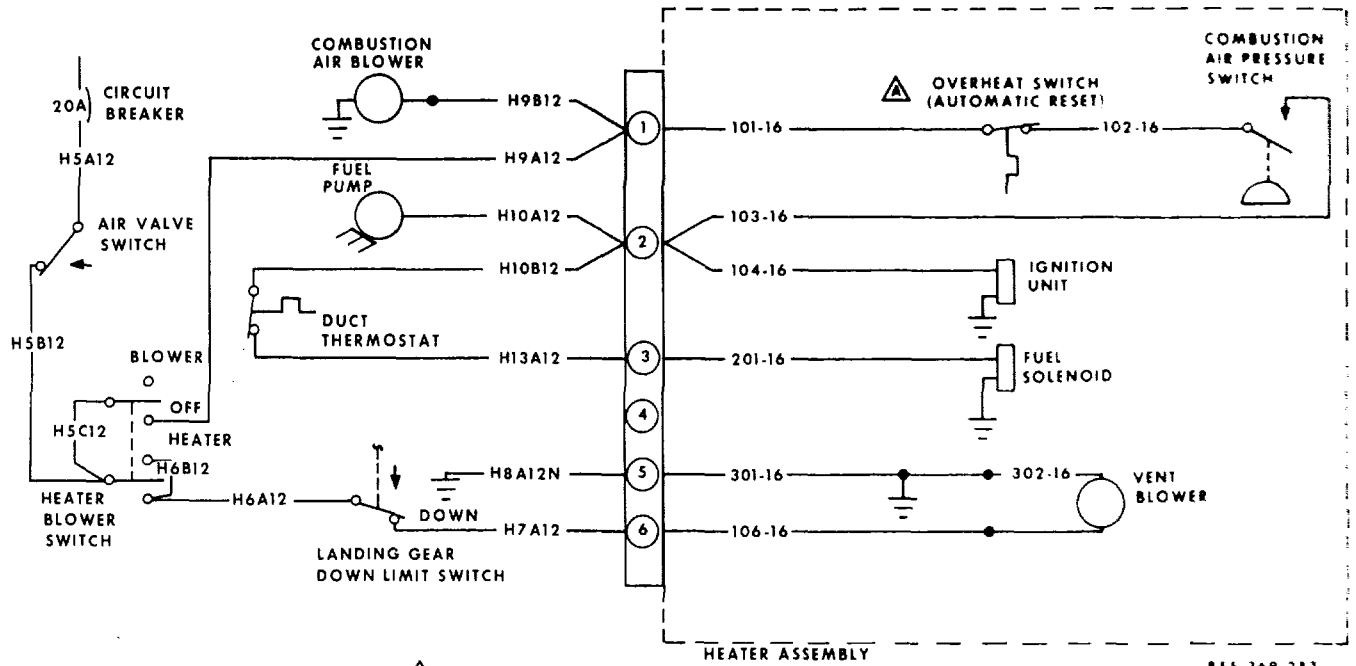 COMBUSTION
AIR BLOWER
COMBUSTION
AIR PRESSURE
SWITCH
20A
CIRCUIT
BREAKER
A
OVERHEAT SWITCH
(AUTOMATIC RESET)
H9B12
1
101-16
102-16
H5A12
H9A12
FUEL
PUMP
AIR VALVE
SWITCH
H10A12
103-16
2
H10B12
104-16
IGNITION
UNIT
DUCT
THERMOSTAT
H5B12
BLOWER
H13A12
3
201-16
FUEL
SOLENOID
OFF
4
H5C12
HEATER
H6B12
H8A12N
5
301-16
302-16
VENT
BLOWER
HEATER
BLOWER
SWITCH
H6A12
DOWN
H7A12
6
106-16
LANDING GEAR
DOWN LIMIT SWITCH
HEATER ASSEMBLY